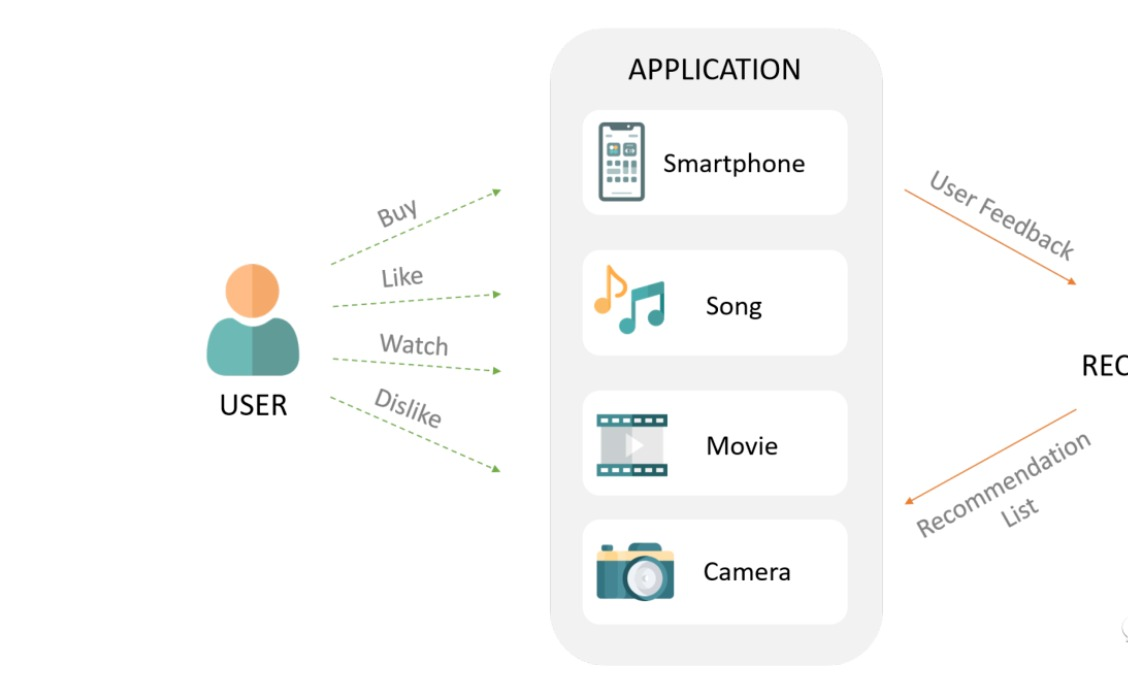 APPLICATION
Smartphone
Buy
User Feedback
Like
Song
Watch
REC
USER
Dislike
Movie
Recommendation
List
Camera